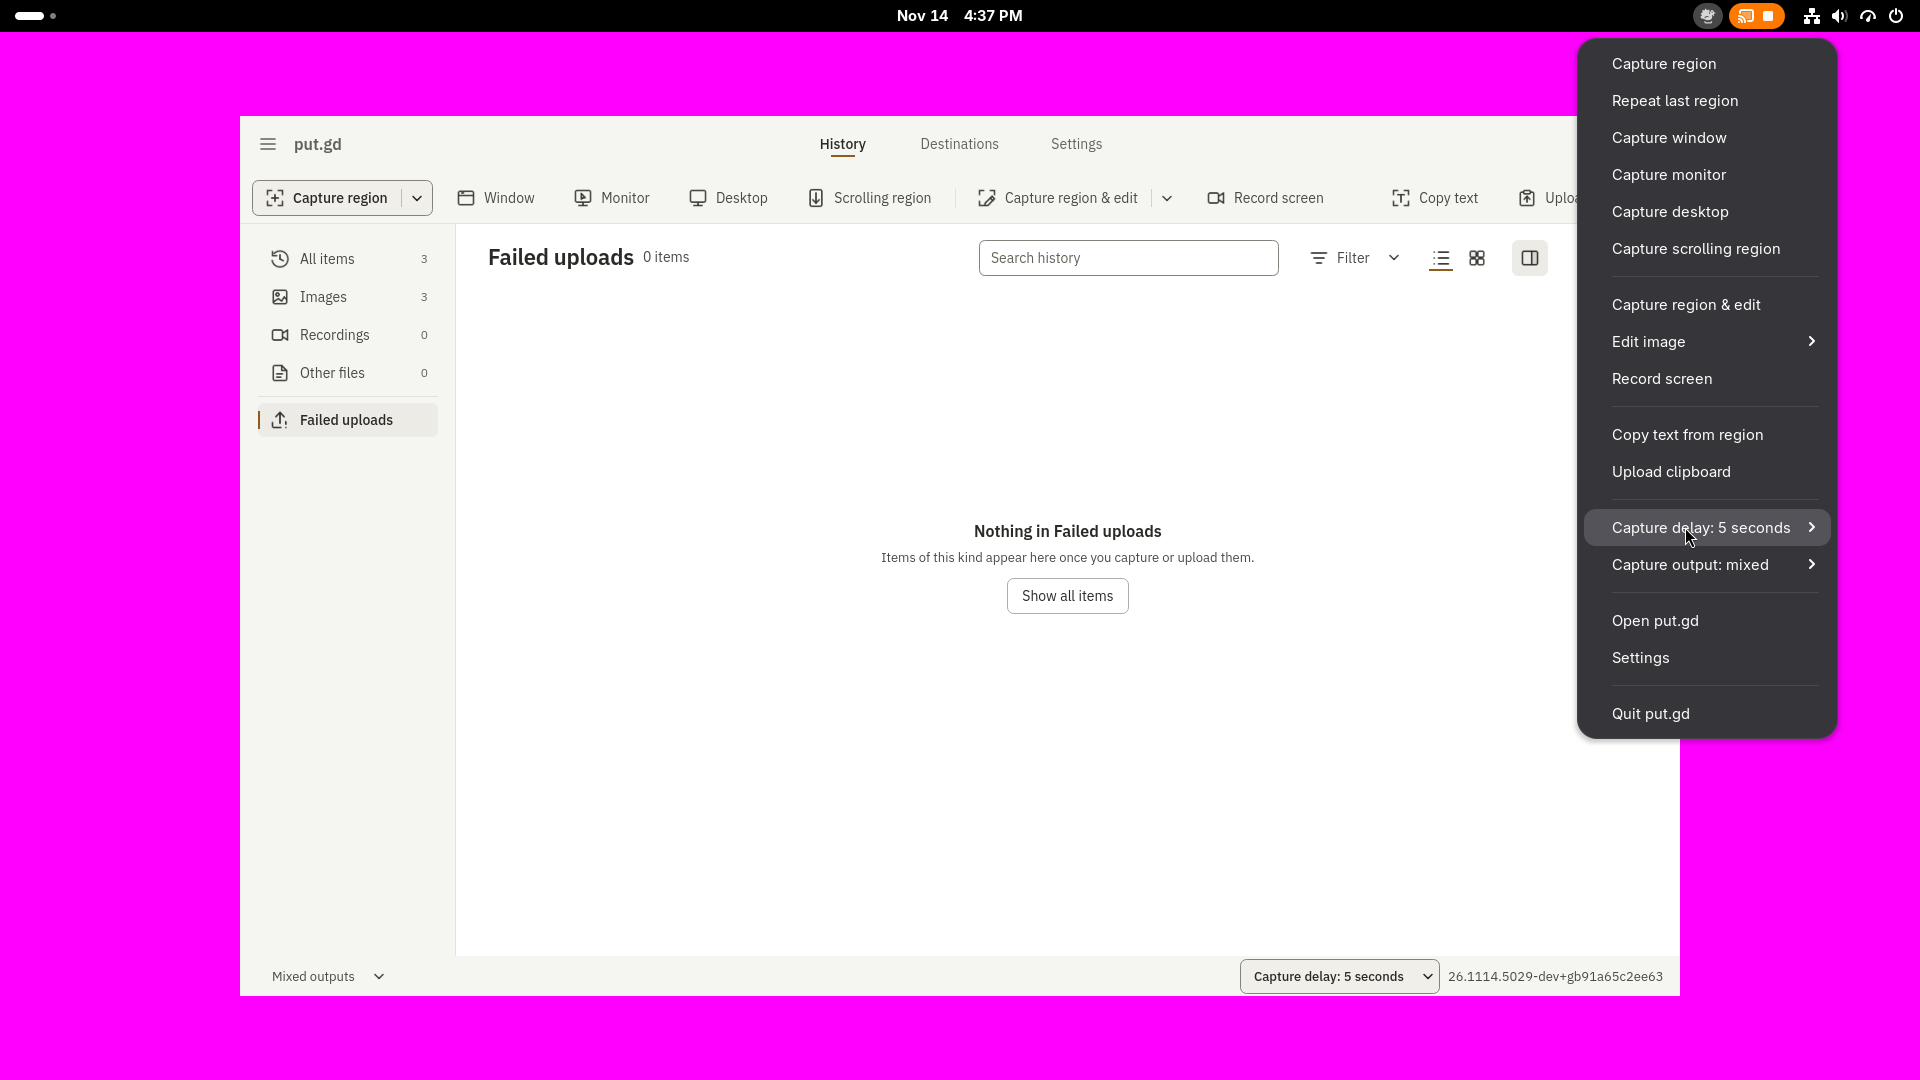 Nov 14 4:37 PM
put.gd
History Destinations Settings
Capture region Window Monitor Desktop Scrolling region Capture region & edit Record screen Copy text Uplo
All items 3
Images 3
Recordings 0
Other files 0
Failed uploads
Failed uploads 0 items
Search history
Filter
Nothing in Failed uploads
Items of this kind appear here once you capture or upload them.
Show all items
Mixed outputs
Capture delay: 5 seconds
26.1114.5029-dev+gb91a65c2ee63
Capture region
Repeat last region
Capture window
Capture monitor
Capture desktop
Capture scrolling region
Capture region & edit
Edit image
Record screen
Copy text from region
Upload clipboard
Capture delay: 5 seconds
Capture output: mixed
Open put.gd
Settings
Quit put.gd